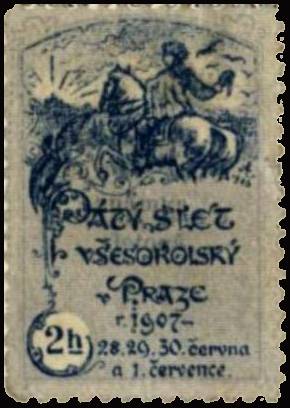 Pátý slet
všesokolský
v Praze
r. 1907-
2h
28. 29. 30. června
a 1. července.